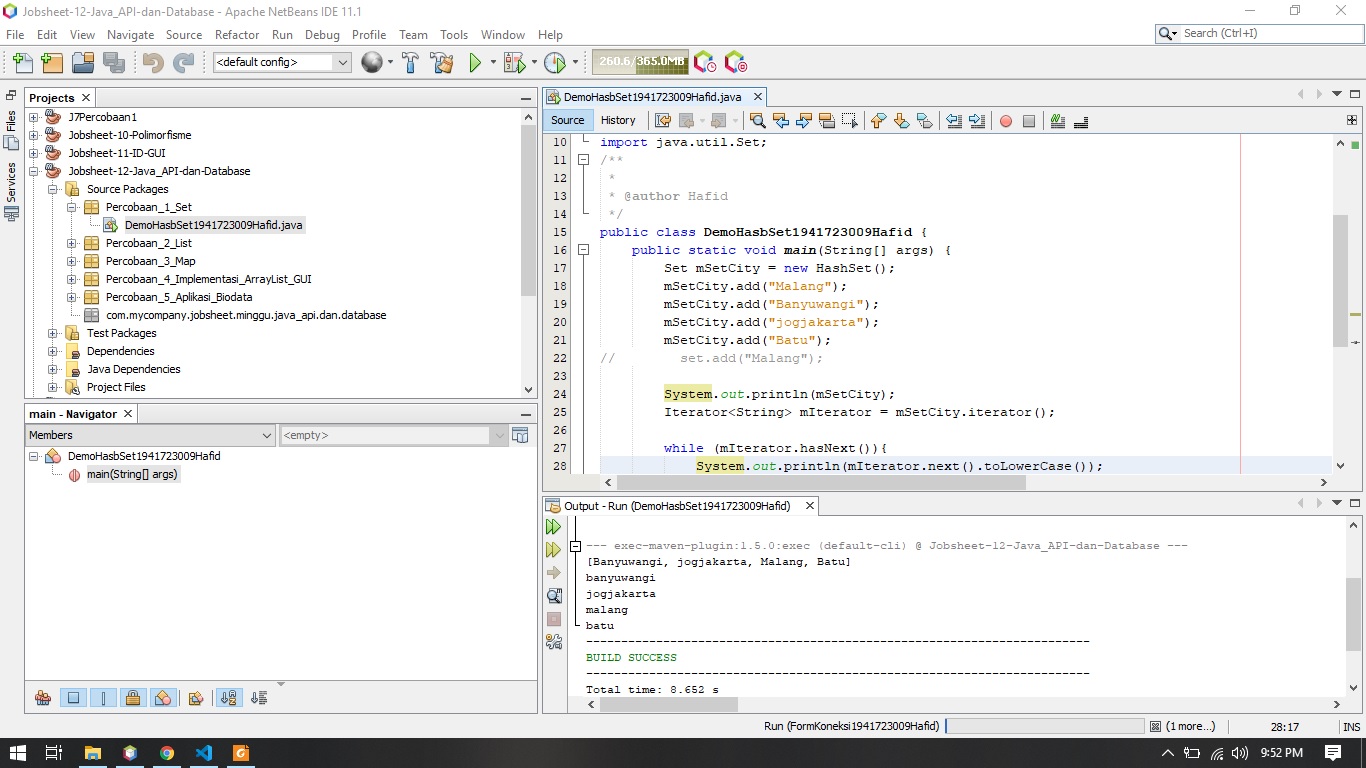 Jobsheet-12-Java_API-dan-Database - Apache NetBeans IDE 11.1
File Edit View Navigate Source Refactor Run Debug Profile Team Tools Window Help
Search (Ctrl+I)
<default config>
260.6/365.0MB
Files
Services
Projects
J7Percobaan1
Jobsheet-10-Polimorfisme
Jobsheet-11-ID-GUI
Jobsheet-12-Java_API-dan-Database
Source Packages
Percobaan_1_Set
DemoHasbSet1941723009Hafid.java
Percobaan_2_List
Percobaan_3_Map
Percobaan_4_Implementasi_ArrayList_GUI
Percobaan_5_Aplikasi_Biodata
com.mycompany.jobsheet.minggu.java_api.dan.database
Test Packages
Dependencies
Java Dependencies
Project Files
main - Navigator
Members
<empty>
DemoHasbSet1941723009Hafid
main(String[] args)
DemoHasbSet1941723009Hafid.java
Source History
10 import java.util.Set;
11 /**
12 *
13 * @author Hafid
14 */
15 public class DemoHasbSet1941723009Hafid {
16 public static void main(String[] args) {
17 Set mSetCity = new HashSet();
18 mSetCity.add("Malang");
19 mSetCity.add("Banyuwangi");
20 mSetCity.add("jogjakarta");
21 mSetCity.add("Batu");
22 // set.add("Malang");
23
24 System.out.println(mSetCity);
25 Iterator<String> mIterator = mSetCity.iterator();
26
27 while (mIterator.hasNext()){
28 System.out.println(mIterator.next().toLowerCase());
Output - Run (DemoHasbSet1941723009Hafid)
--- exec-maven-plugin:1.5.0:exec (default-cli) @ Jobsheet-12-Java_API-dan-Database ---
[Banyuwangi, jogjakarta, Malang, Batu]
banyuwangi
jogjakarta
malang
batu
------------------------------------------------------------------------
BUILD SUCCESS
------------------------------------------------------------------------
Total time: 8.652 s
Run (FormKoneksi1941723009Hafid) (1 more...) 28:17 INS
9:52 PM